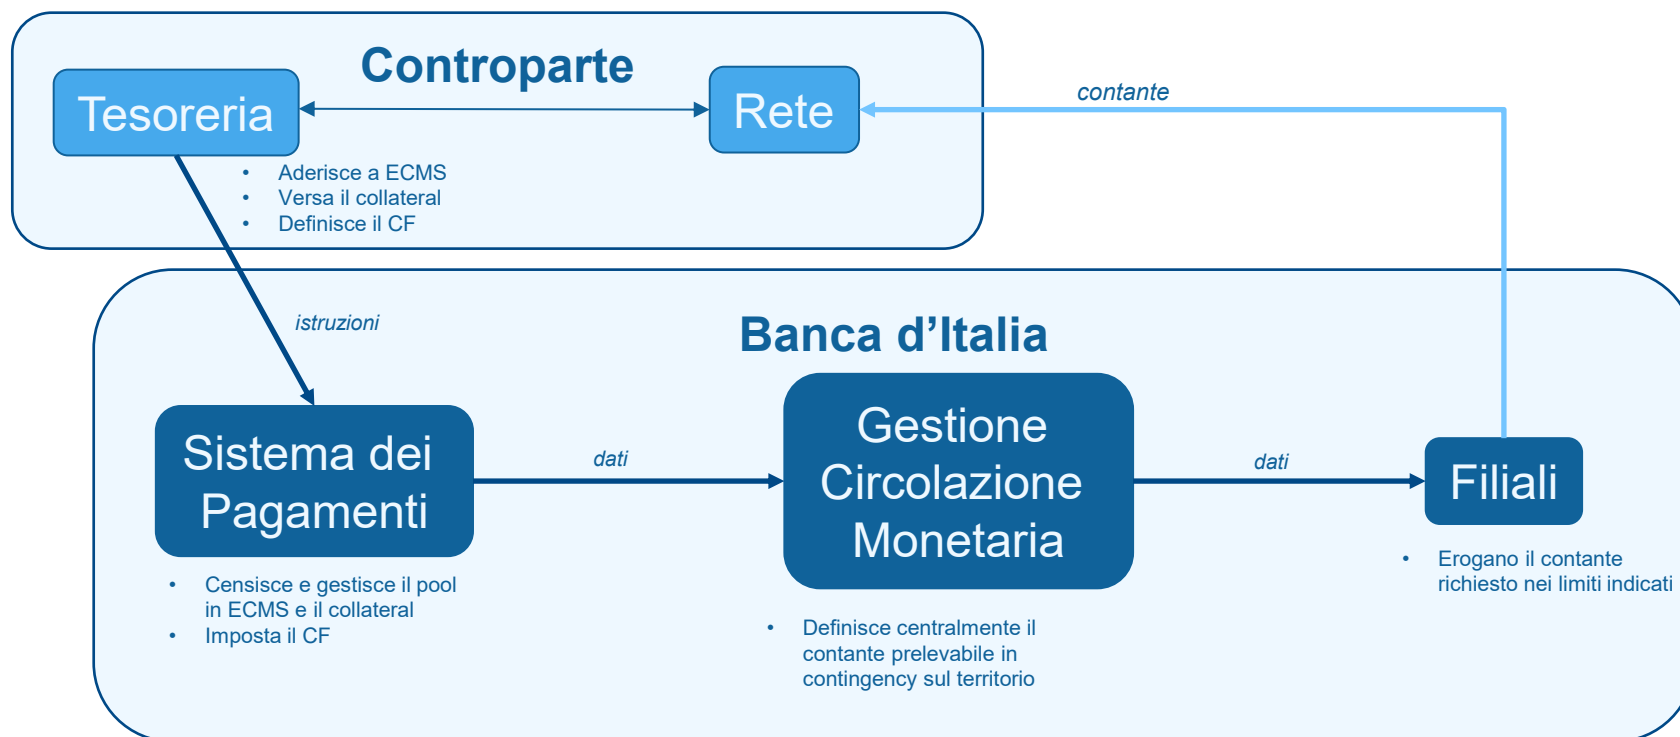 Controparte
Tesoreria
Rete
contante
• Aderisce a ECMS
• Versa il collateral
• Definisce il CF
istruzioni
Banca d’Italia
Sistema dei
Pagamenti
dati
Gestione
Circolazione
Monetaria
dati
Filiali
• Censisce e gestisce il pool
in ECMS e il collateral
• Imposta il CF
• Definisce centralmente il
contante prelevabile in
contingency sul territorio
• Erogano il contante
richiesto nei limiti indicati